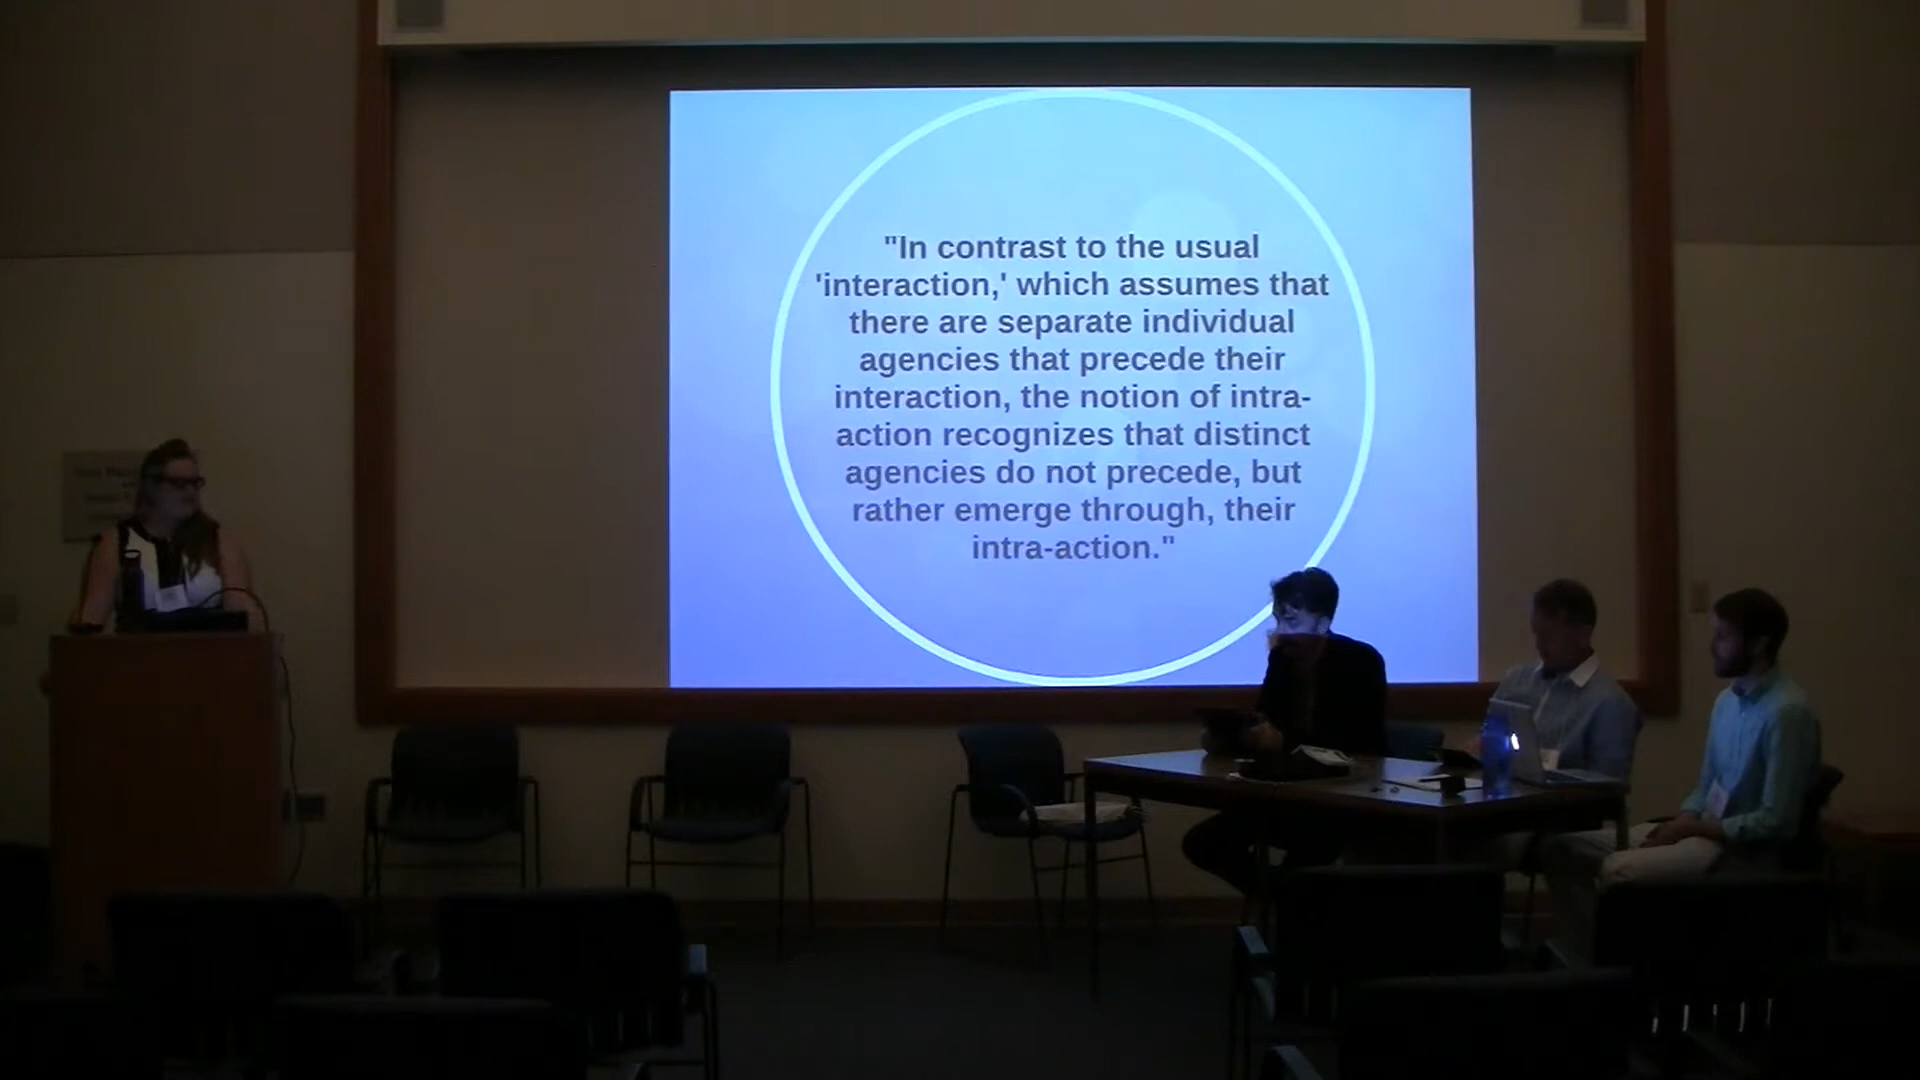 "In contrast to the usual
'interaction,' which assumes that
there are separate individual
agencies that precede their
interaction, the notion of intra-
action recognizes that distinct
agencies do not precede, but
rather emerge through, their
intra-action."